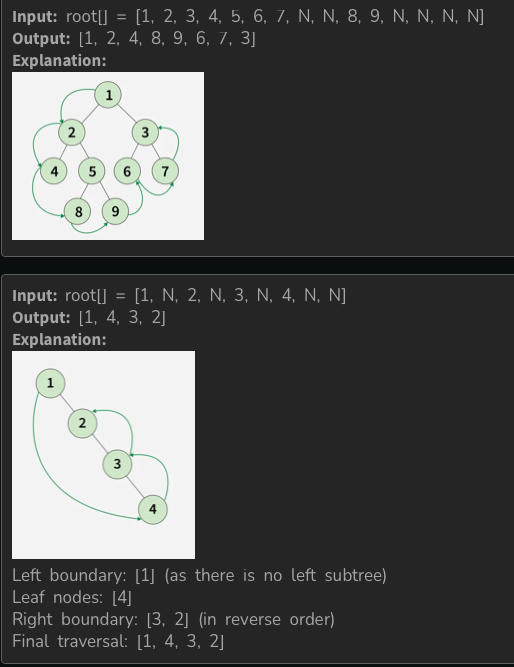 Input: root[] = [1, 2, 3, 4, 5, 6, 7, N, N, 8, 9, N, N, N, N]
Output: [1, 2, 4, 8, 9, 6, 7, 3]
Explanation:
1
2 3
4 5 6 7
8 9
Input: root[] = [1, N, 2, N, 3, N, 4, N, N]
Output: [1, 4, 3, 2]
Explanation:
1
2
3
4
Left boundary: [1] (as there is no left subtree)
Leaf nodes: [4]
Right boundary: [3, 2] (in reverse order)
Final traversal: [1, 4, 3, 2]